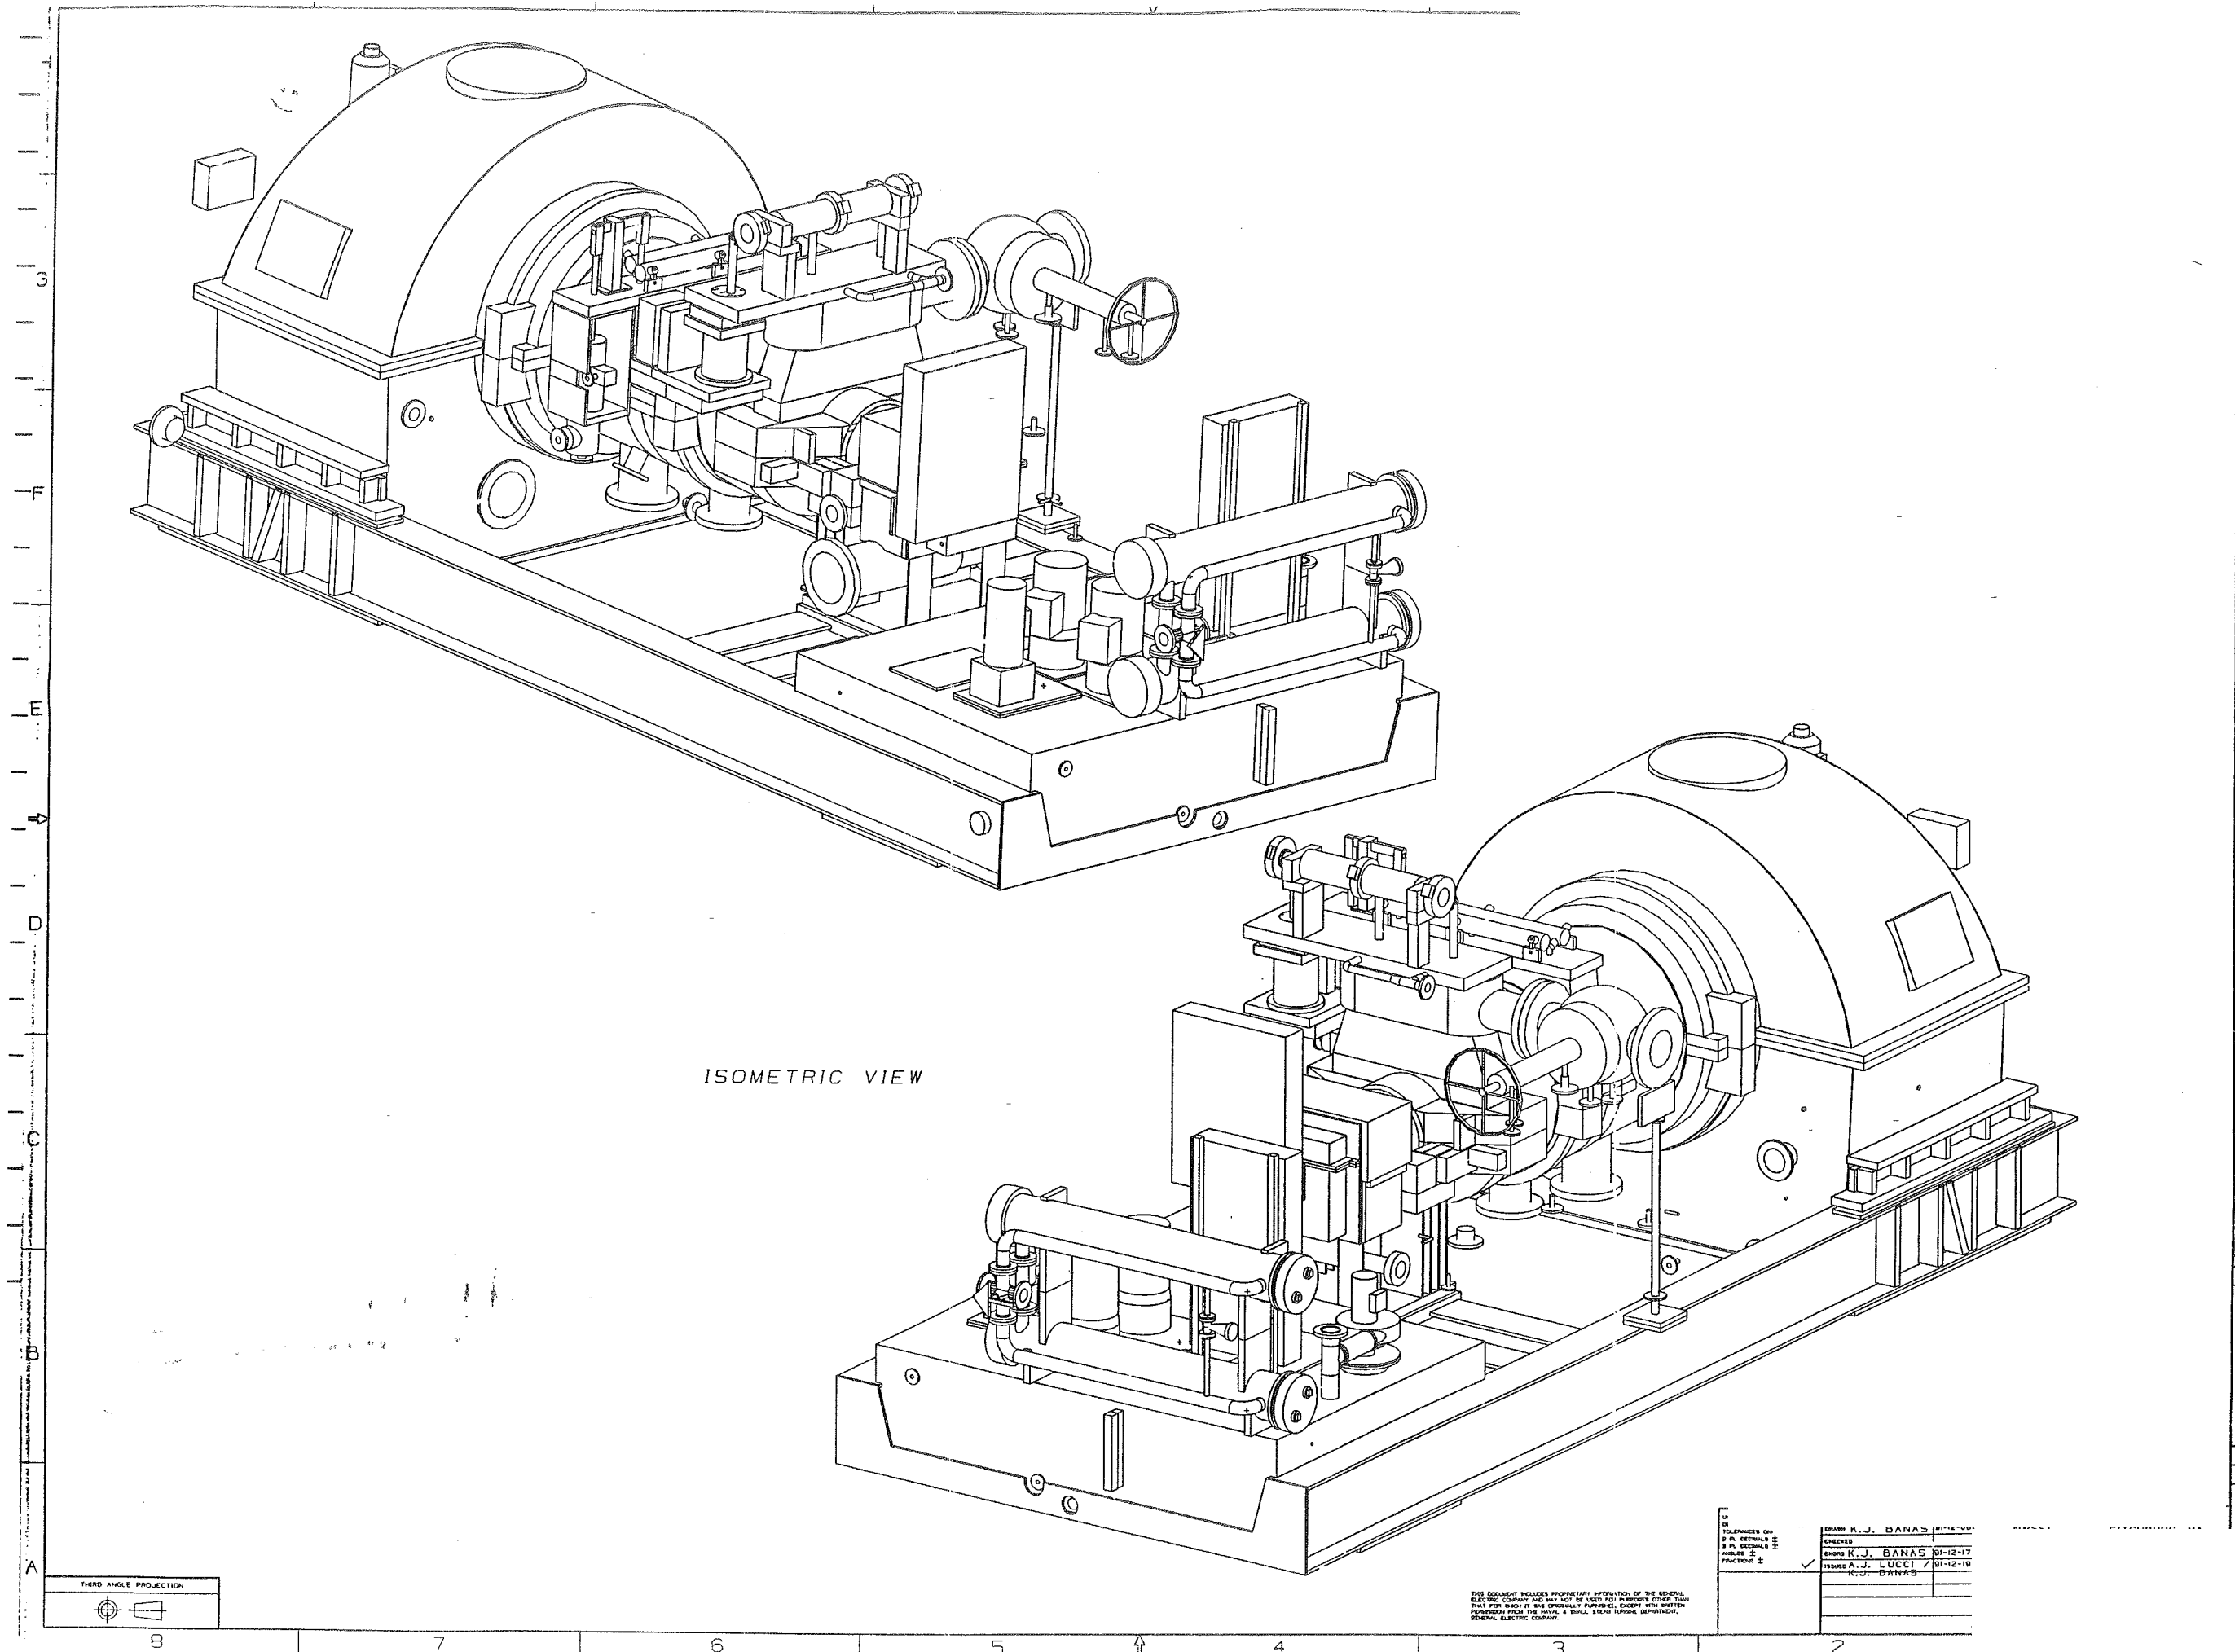 G
F
E
D
C
B
A
ISOMETRIC VIEW
THIRD ANGLE PROJECTION
8
7
6
5
4
3
2
THIS DOCUMENT INCLUDES PROPRIETARY INFORMATION OF THE GENERAL
ELECTRIC COMPANY AND MAY NOT BE USED FOR PURPOSES OTHER THAN
THAT FOR WHICH IT WAS ORIGINALLY FURNISHED, EXCEPT WITH WRITTEN
PERMISSION FROM THE NAVAL & SMALL STEAM TURBINE DEPARTMENT,
GENERAL ELECTRIC COMPANY.
TOLERANCES ON
2 PL DECIMALS ±
3 PL DECIMALS ±
ANGLES ±
FRACTIONS ±
DRAWN K.J. BANAS
CHECKED
ENGRG K.J. BANAS 91-12-17
ISSUED A.J. LUCCI / 91-12-19
K.J. BANAS